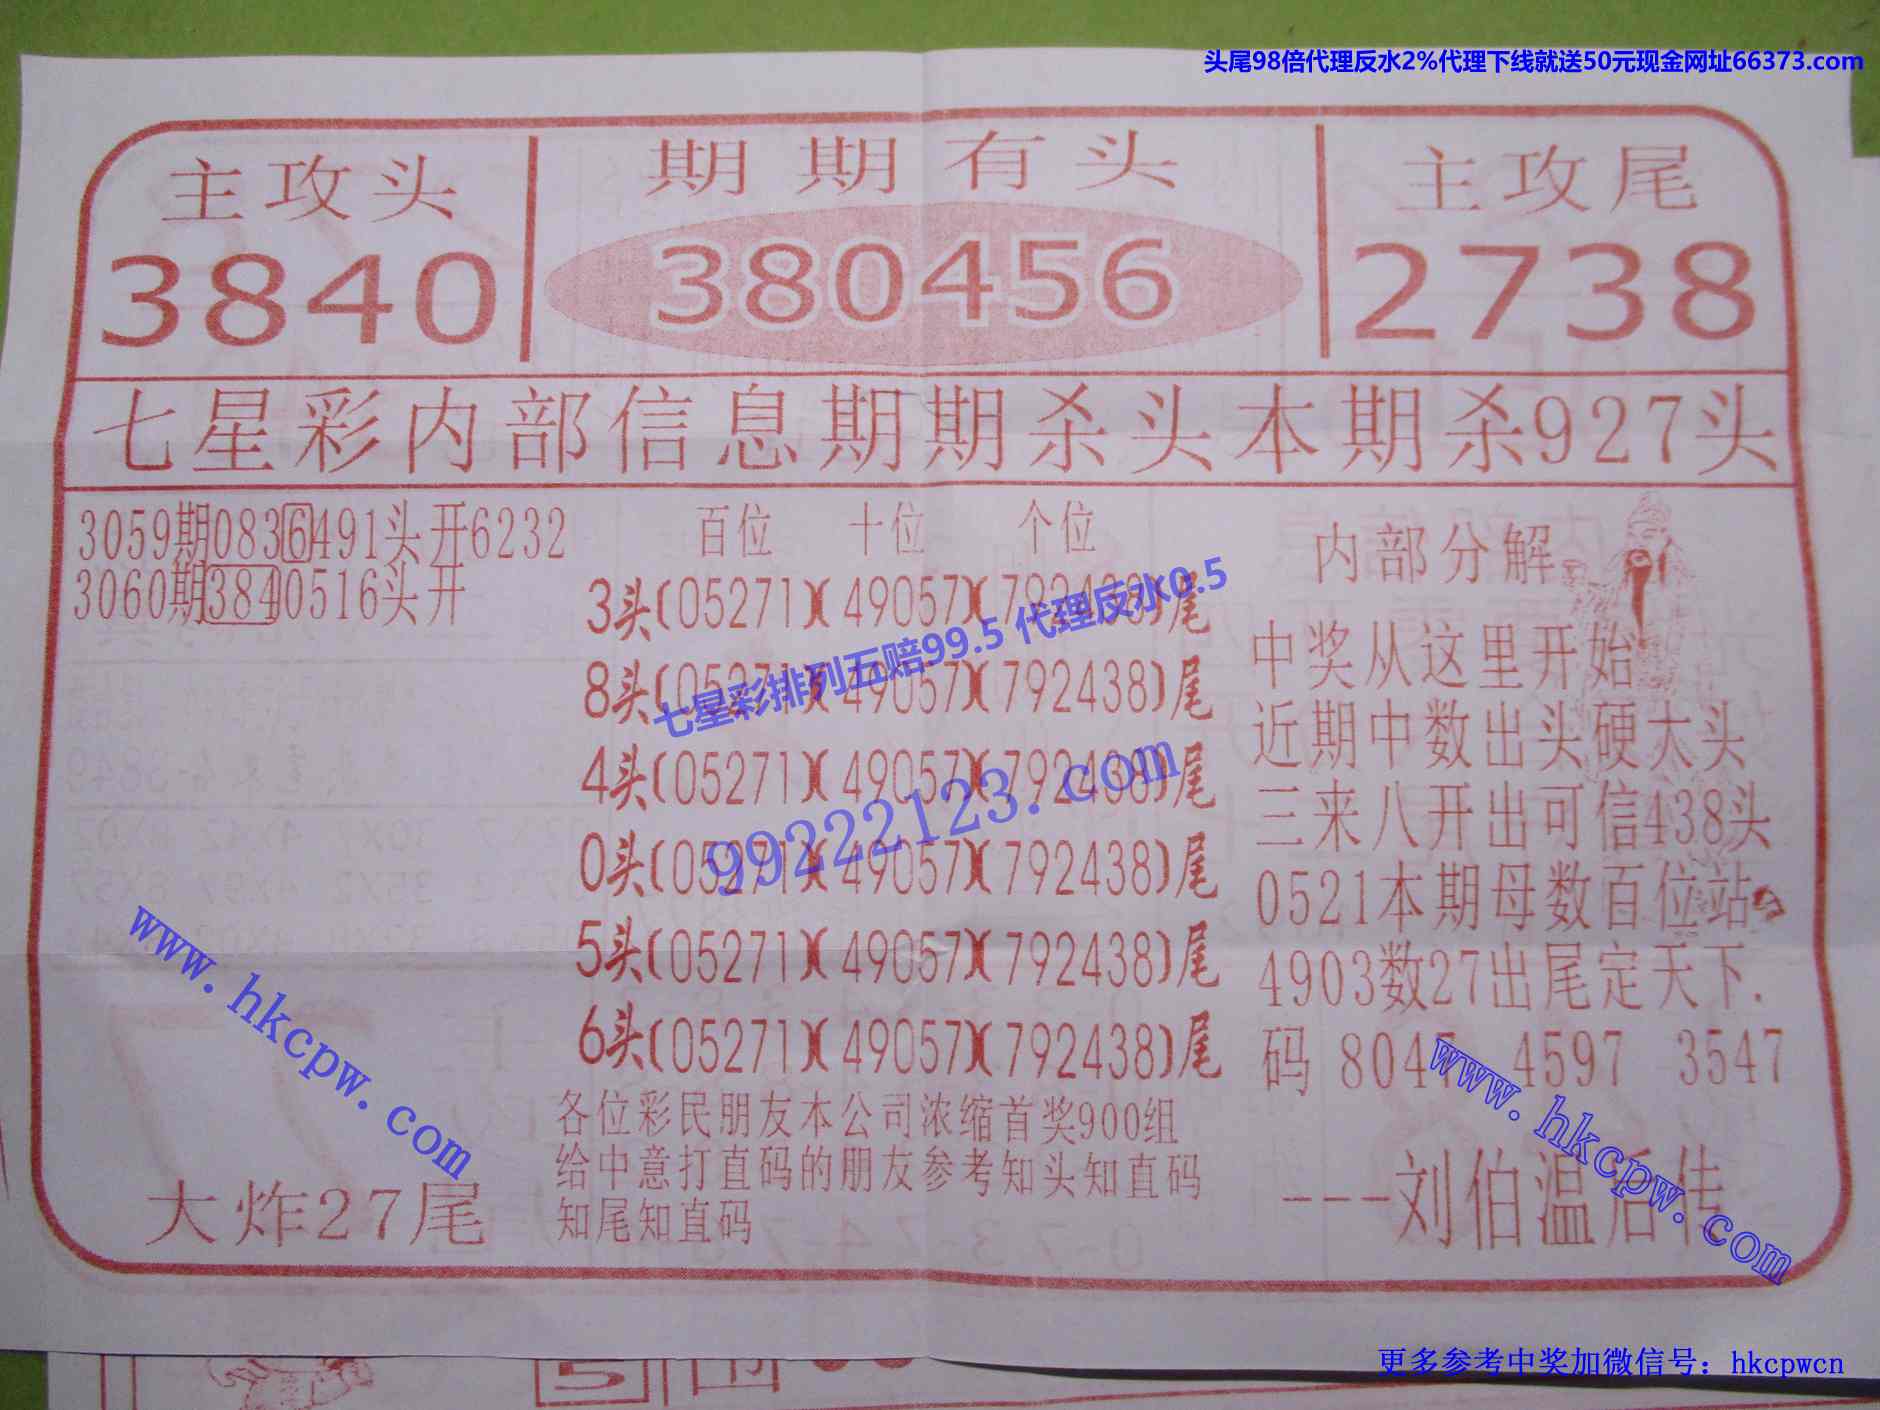 头尾98倍代理反水2%代理下线就送50元现金网址66373.com
主攻头
期期有头
主攻尾
3840
380456
2738
七星彩内部信息期期杀头本期杀927头
3059期0836491头开6232
3060期3840516头开
百位 十位 个位
3头(05271)(49057)(792438)尾
8头(05271)(49057)(792438)尾
4头(05271)(49057)(792438)尾
0头(05271)(49057)(792438)尾
5头(05271)(49057)(792438)尾
6头(05271)(49057)(792438)尾
七星彩排列五赔99.5 代理反水0.5
99222123.com
各位彩民朋友本公司浓缩首奖900组
给中意打直码的朋友参考知头知直码
知尾知直码
大炸27尾
www.hkcpw.com
内部分解
中奖从这里开始
近期中数出头硬太头
三来八开出可信438头
0521本期母数百位站
4903数27出尾定天下.
码 8047 4597 3547
---刘伯温后传
www.hkcpw.com
5
更多参考中奖加微信号：hkcpwcn